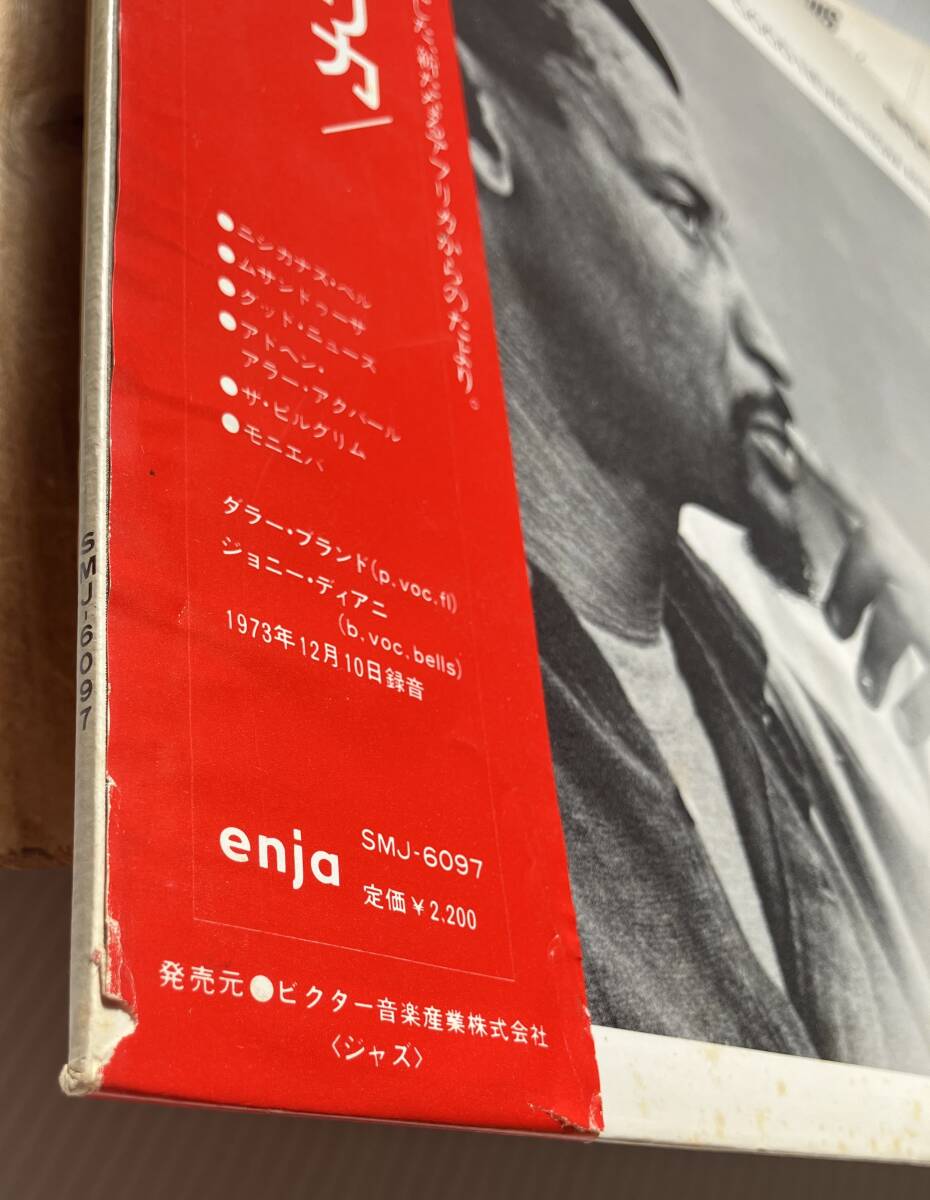 カ/
した、新たなるアフリカからのたより。
●ニシカナス・ベル
●ムサンドラーサ
●グッド・ニュース
●アドヘン・
アラー・アクバール
●ザ・ピルグリム
●モニエバ
ダラー・ブランド(p.voc.fl)
ジョニー・ディアニ
(b.voc.bells)
1973年12月10日録音
SMJ-6097
enja
SMJ-6097
定価¥2,200
発売元●ビクター音楽産業株式会社
〈ジャズ〉